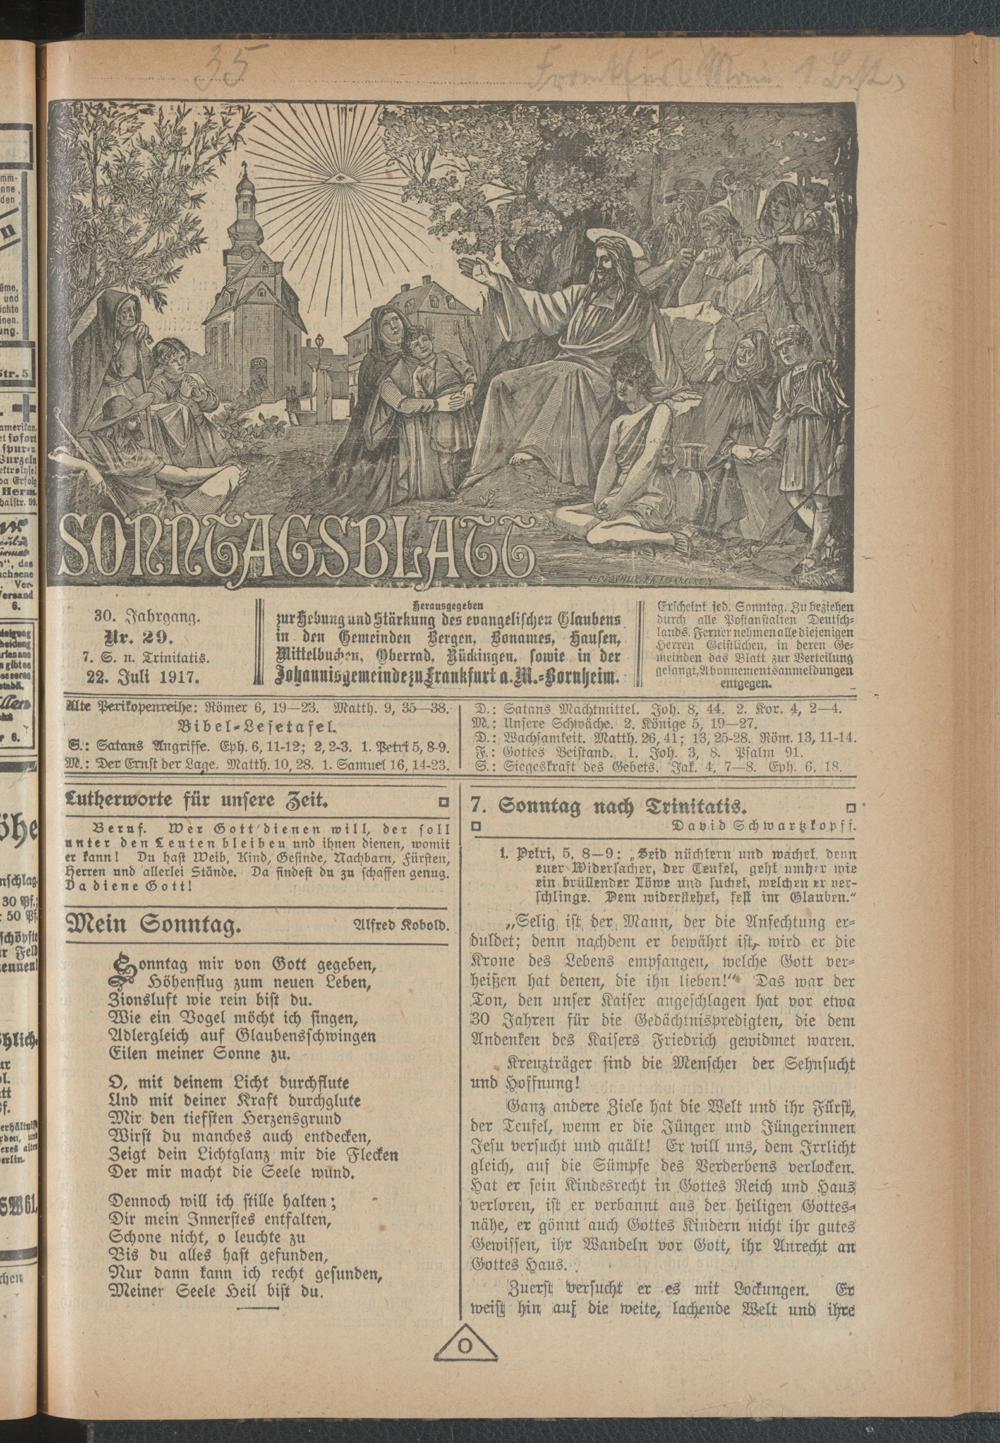 35
Frankfurt Main
SONNTAGSBLATT
30. Jahrgang.
Nr. 29.
7. S. n. Trinitatis.
22. Juli 1917.
Herausgegeben
zur Hebung und Stärkung des evangelischen Glaubens
in den Gemeinden Bergen, Bonames, Hausen,
Mittelbuchen, Oberrad, Rückingen, sowie in der
Johannisgemeinde zu Frankfurt a. M.-Bornheim.
Erscheint jed. Sonntag. Zu beziehen
durch alle Postanstalten Deutsch-
lands. Ferner nehmen alle diejenigen
Herren Geistlichen, in deren Ge-
meinden das Blatt zur Verteilung
gelangt, Abonnementsanmeldungen
entgegen.
Alte Perikopenreihe: Römer 6, 19—23. Matth. 9, 35—38.
Bibel-Lesetafel.
S.: Satans Angriffe. Eph. 6, 11-12; 2, 2-3. 1. Petri 5, 8-9.
M.: Der Ernst der Lage. Matth. 10, 28. 1. Samuel 16, 14-23.
D.: Satans Machtmittel. Joh. 8, 44. 2. Kor. 4, 2—4.
M.: Unsere Schwäche. 2. Könige 5, 19—27.
D.: Wachsamkeit. Matth. 26, 41; 13, 25-28. Röm. 13, 11-14.
F.: Gottes Beistand. 1. Joh. 3, 8. Psalm 91.
S.: Siegeskraft des Gebets. Jak. 4, 7—8. Eph. 6, 18.
Lutherworte für unsere Zeit.
Beruf. Wer Gott dienen will, der soll
unter den Leuten bleiben und ihnen dienen, womit
er kann! Du hast Weib, Kind, Gesinde, Nachbarn, Fürsten,
Herren und allerlei Stände. Da findest du zu schaffen genug.
Da diene Gott!
Mein Sonntag. Alfred Kobold.
Sonntag mir von Gott gegeben,
Höhenflug zum neuen Leben,
Zionsluft wie rein bist du.
Wie ein Vogel möcht ich singen,
Adlergleich auf Glaubensschwingen
Eilen meiner Sonne zu.
O, mit deinem Licht durchflute
Und mit deiner Kraft durchglute
Mir den tiefsten Herzensgrund
Wirst du manches auch entdecken,
Zeigt dein Lichtglanz mir die Flecken
Der mir macht die Seele wund.
Dennoch will ich stille halten;
Dir mein Innerstes entfalten,
Schone nicht, o leuchte zu
Bis du alles hast gefunden,
Nur dann kann ich recht gesunden,
Meiner Seele Heil bist du.
7. Sonntag nach Trinitatis.
David Schwartzkopff.
1. Petri, 5, 8—9: „Seid nüchtern und wachet, denn
euer Widersacher, der Teufel, geht umher wie
ein brüllender Löwe und suchet, welchen er ver-
schlinge. Dem widerstehet, fest im Glauben."
„Selig ist der Mann, der die Anfechtung er-
duldet; denn nachdem er bewährt ist, wird er die
Krone des Lebens empfangen, welche Gott ver-
heißen hat denen, die ihn lieben!" Das war der
Ton, den unser Kaiser angeschlagen hat vor etwa
30 Jahren für die Gedächtnispredigten, die dem
Andenken des Kaisers Friedrich gewidmet waren.
Kreuzträger sind die Menschen der Sehnsucht
und Hoffnung!
Ganz andere Ziele hat die Welt und ihr Fürst,
der Teufel, wenn er die Jünger und Jüngerinnen
Jesu versucht und quält! Er will uns, dem Irrlicht
gleich, auf die Sümpfe des Verderbens verlocken.
Hat er sein Kindesrecht in Gottes Reich und Haus
verloren, ist er verbannt aus der heiligen Gottes-
nähe, er gönnt auch Gottes Kindern nicht ihr gutes
Gewissen, ihr Wandeln vor Gott, ihr Anrecht an
Gottes Haus.
Zuerst versucht er es mit Lockungen. Er
weist hin auf die weite, lachende Welt und ihre
O